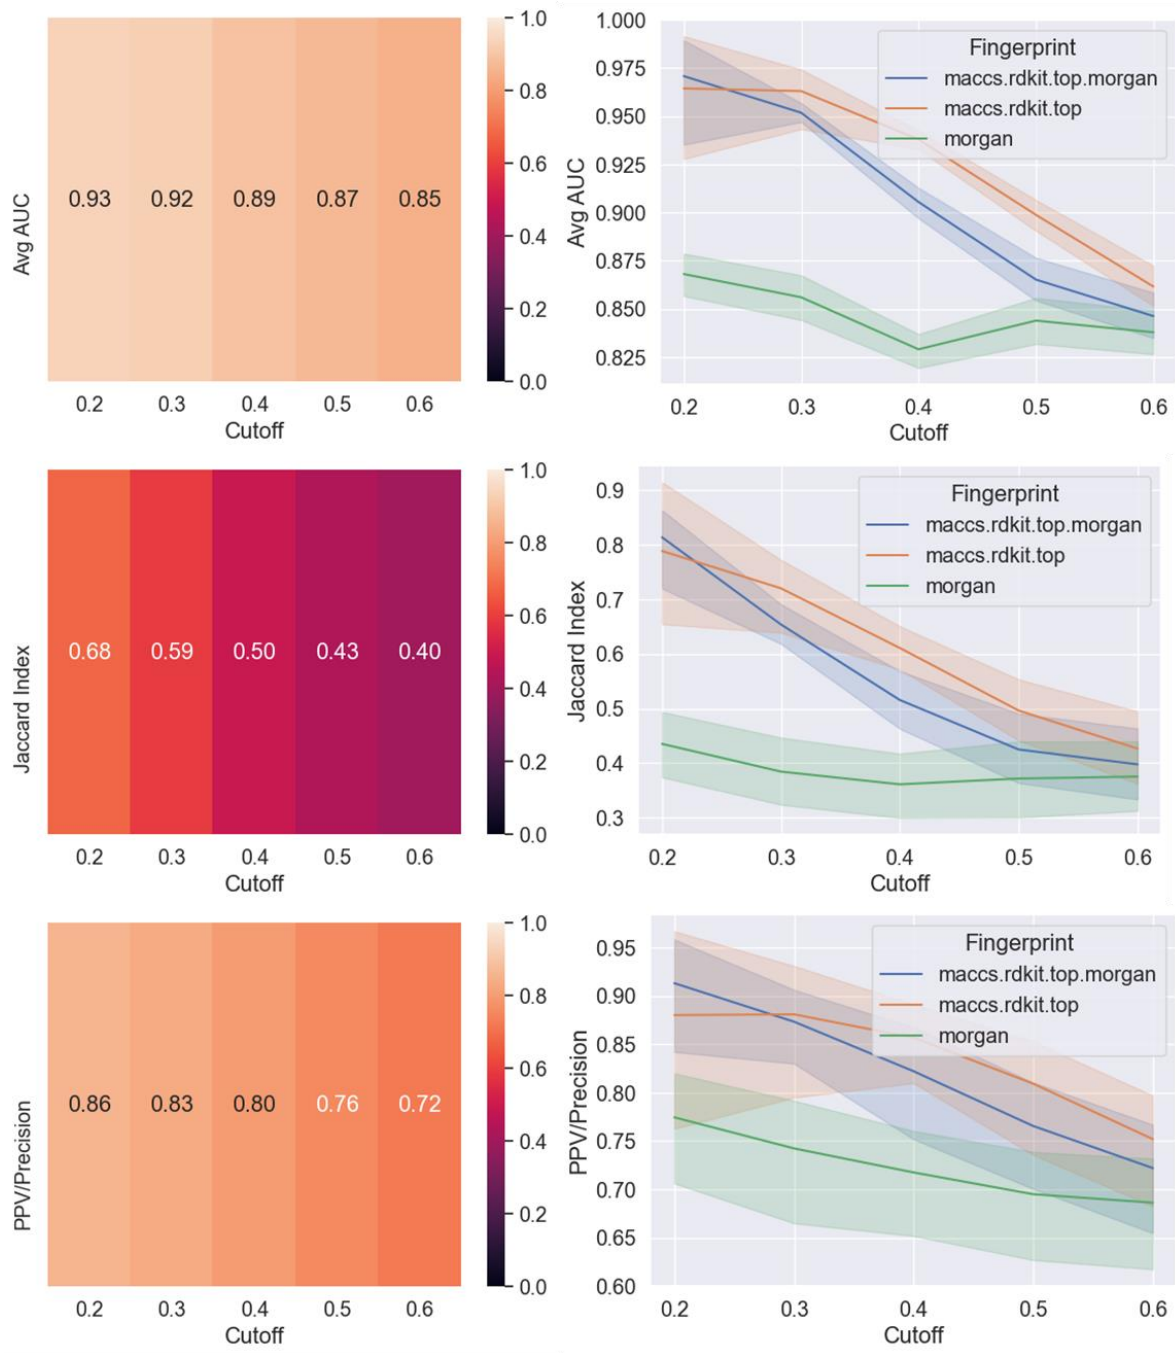 Avg AUC
0.93 0.92 0.89 0.87 0.85
0.2 0.3 0.4 0.5 0.6
Cutoff
1.0
0.8
0.6
0.4
0.2
0.0
Avg AUC
1.000
0.975
0.950
0.925
0.900
0.875
0.850
0.825
Fingerprint
maccs.rdkit.top.morgan
maccs.rdkit.top
morgan
0.2 0.3 0.4 0.5 0.6
Cutoff
Jaccard Index
0.68 0.59 0.50 0.43 0.40
0.2 0.3 0.4 0.5 0.6
Cutoff
1.0
0.8
0.6
0.4
0.2
0.0
Jaccard Index
0.9
0.8
0.7
0.6
0.5
0.4
0.3
Fingerprint
maccs.rdkit.top.morgan
maccs.rdkit.top
morgan
0.2 0.3 0.4 0.5 0.6
Cutoff
PPV/Precision
0.86 0.83 0.80 0.76 0.72
0.2 0.3 0.4 0.5 0.6
Cutoff
1.0
0.8
0.6
0.4
0.2
0.0
PPV/Precision
0.95
0.90
0.85
0.80
0.75
0.70
0.65
0.60
Fingerprint
maccs.rdkit.top.morgan
maccs.rdkit.top
morgan
0.2 0.3 0.4 0.5 0.6
Cutoff